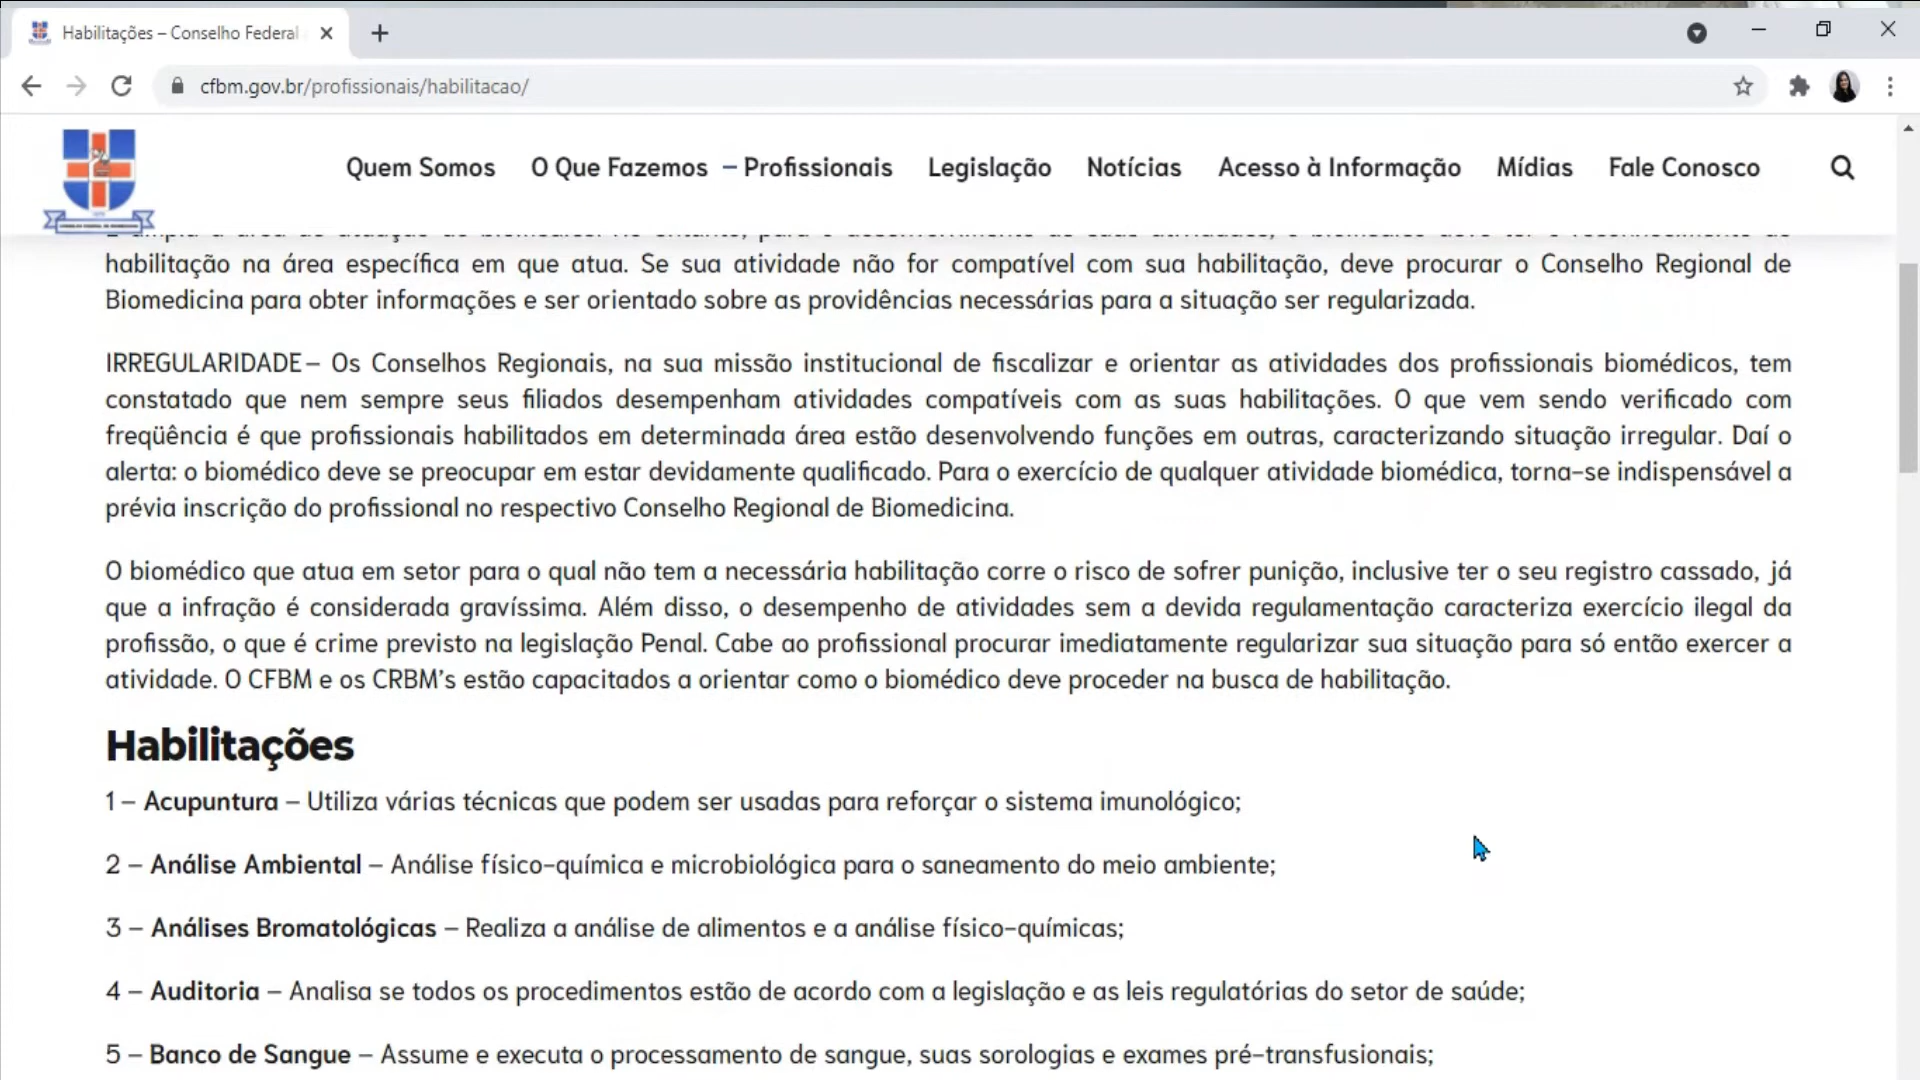 Habilitações – Conselho Federal
cfbm.gov.br/profissionais/habilitacao/
Quem Somos O Que Fazemos – Profissionais Legislação Notícias Acesso à Informação Mídias Fale Conosco
habilitação na área específica em que atua. Se sua atividade não for compatível com sua habilitação, deve procurar o Conselho Regional de
Biomedicina para obter informações e ser orientado sobre as providências necessárias para a situação ser regularizada.
IRREGULARIDADE– Os Conselhos Regionais, na sua missão institucional de fiscalizar e orientar as atividades dos profissionais biomédicos, tem
constatado que nem sempre seus filiados desempenham atividades compatíveis com as suas habilitações. O que vem sendo verificado com
freqüência é que profissionais habilitados em determinada área estão desenvolvendo funções em outras, caracterizando situação irregular. Daí o
alerta: o biomédico deve se preocupar em estar devidamente qualificado. Para o exercício de qualquer atividade biomédica, torna-se indispensável a
prévia inscrição do profissional no respectivo Conselho Regional de Biomedicina.
O biomédico que atua em setor para o qual não tem a necessária habilitação corre o risco de sofrer punição, inclusive ter o seu registro cassado, já
que a infração é considerada gravíssima. Além disso, o desempenho de atividades sem a devida regulamentação caracteriza exercício ilegal da
profissão, o que é crime previsto na legislação Penal. Cabe ao profissional procurar imediatamente regularizar sua situação para só então exercer a
atividade. O CFBM e os CRBM's estão capacitados a orientar como o biomédico deve proceder na busca de habilitação.
Habilitações
1 – Acupuntura – Utiliza várias técnicas que podem ser usadas para reforçar o sistema imunológico;
2 – Análise Ambiental – Análise físico-química e microbiológica para o saneamento do meio ambiente;
3 – Análises Bromatológicas – Realiza a análise de alimentos e a análise físico-químicas;
4 – Auditoria – Analisa se todos os procedimentos estão de acordo com a legislação e as leis regulatórias do setor de saúde;
5 – Banco de Sangue – Assume e executa o processamento de sangue, suas sorologias e exames pré-transfusionais;